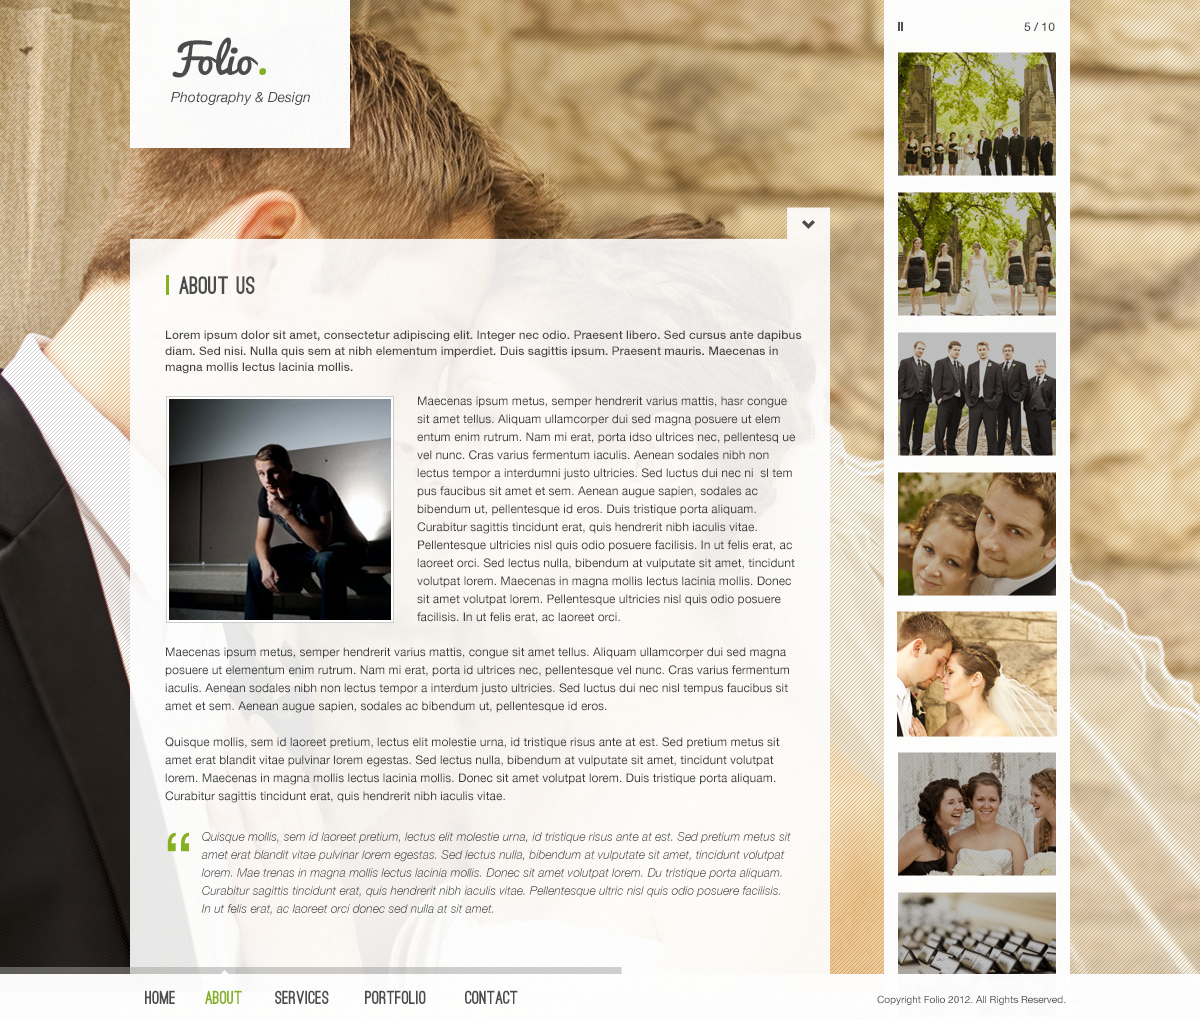 Folio.
Photography & Design
5 / 10
ABOUT US
Lorem ipsum dolor sit amet, consectetur adipiscing elit. Integer nec odio. Praesent libero. Sed cursus ante dapibus
diam. Sed nisi. Nulla quis sem at nibh elementum imperdiet. Duis sagittis ipsum. Praesent mauris. Maecenas in
magna mollis lectus lacinia mollis.
Maecenas ipsum metus, semper hendrerit varius mattis, hasr congue
sit amet tellus. Aliquam ullamcorper dui sed magna posuere ut elem
entum enim rutrum. Nam mi erat, porta idso ultrices nec, pellentesq ue
vel nunc. Cras varius fermentum iaculis. Aenean sodales nibh non
lectus tempor a interdumni justo ultricies. Sed luctus dui nec ni  sl tem
pus faucibus sit amet et sem. Aenean augue sapien, sodales ac
bibendum ut, pellentesque id eros. Duis tristique porta aliquam.
Curabitur sagittis tincidunt erat, quis hendrerit nibh iaculis vitae.
Pellentesque ultricies nisl quis odio posuere facilisis. In ut felis erat, ac
laoreet orci. Sed lectus nulla, bibendum at vulputate sit amet, tincidunt
volutpat lorem. Maecenas in magna mollis lectus lacinia mollis. Donec
sit amet volutpat lorem. Pellentesque ultricies nisl quis odio posuere
facilisis. In ut felis erat, ac laoreet orci.
Maecenas ipsum metus, semper hendrerit varius mattis, congue sit amet tellus. Aliquam ullamcorper dui sed magna
posuere ut elementum enim rutrum. Nam mi erat, porta id ultrices nec, pellentesque vel nunc. Cras varius fermentum
iaculis. Aenean sodales nibh non lectus tempor a interdum justo ultricies. Sed luctus dui nec nisl tempus faucibus sit
amet et sem. Aenean augue sapien, sodales ac bibendum ut, pellentesque id eros.
Quisque mollis, sem id laoreet pretium, lectus elit molestie urna, id tristique risus ante at est. Sed pretium metus sit
amet erat blandit vitae pulvinar lorem egestas. Sed lectus nulla, bibendum at vulputate sit amet, tincidunt volutpat
lorem. Maecenas in magna mollis lectus lacinia mollis. Donec sit amet volutpat lorem. Duis tristique porta aliquam.
Curabitur sagittis tincidunt erat, quis hendrerit nibh iaculis vitae.
“ Quisque mollis, sem id laoreet pretium, lectus elit molestie urna, id tristique risus ante at est. Sed pretium metus sit
amet erat blandit vitae pulvinar lorem egestas. Sed lectus nulla, bibendum at vulputate sit amet, tincidunt volutpat
lorem. Mae trenas in magna mollis lectus lacinia mollis. Donec sit amet volutpat lorem. Du tristique porta aliquam.
Curabitur sagittis tincidunt erat, quis hendrerit nibh iaculis vitae. Pellentesque ultric nisl quis odio posuere facilisis.
In ut felis erat, ac laoreet orci donec sed nulla at sit amet.
HOME ABOUT SERVICES PORTFOLIO CONTACT
Copyright Folio 2012. All Rights Reserved.